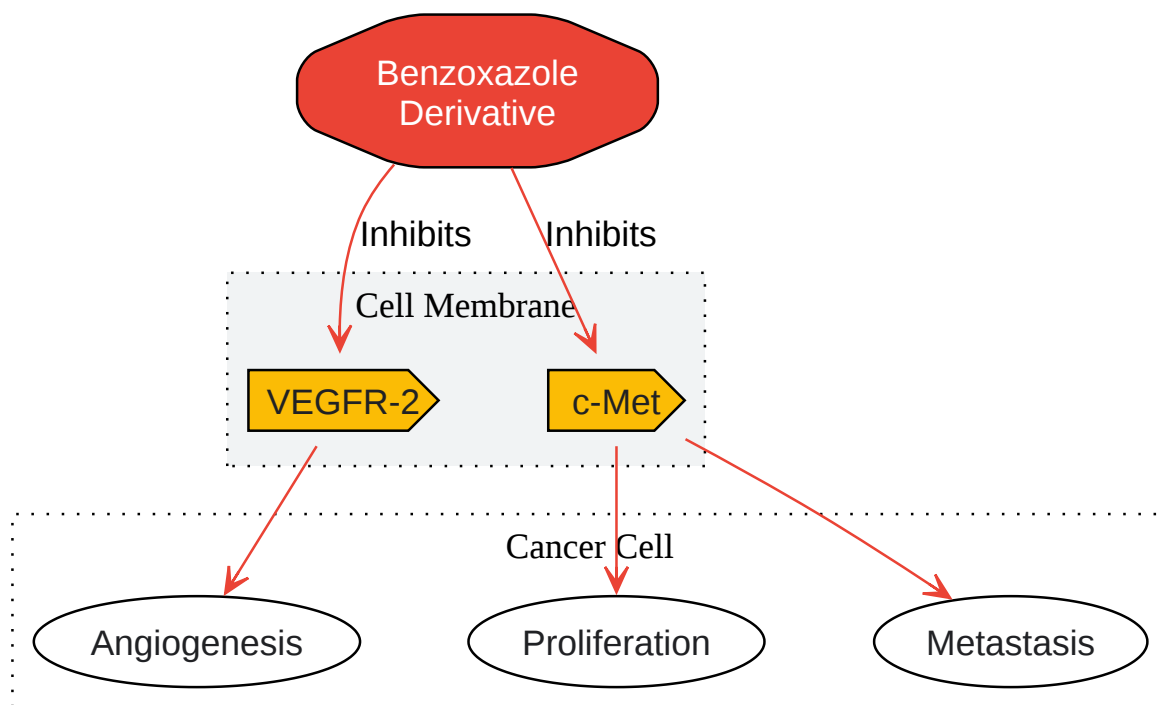 Benzoxazole
Derivative
Inhibits
Inhibits
Cell Membrane
VEGFR-2
c-Met
Cancer Cell
Angiogenesis
Proliferation
Metastasis